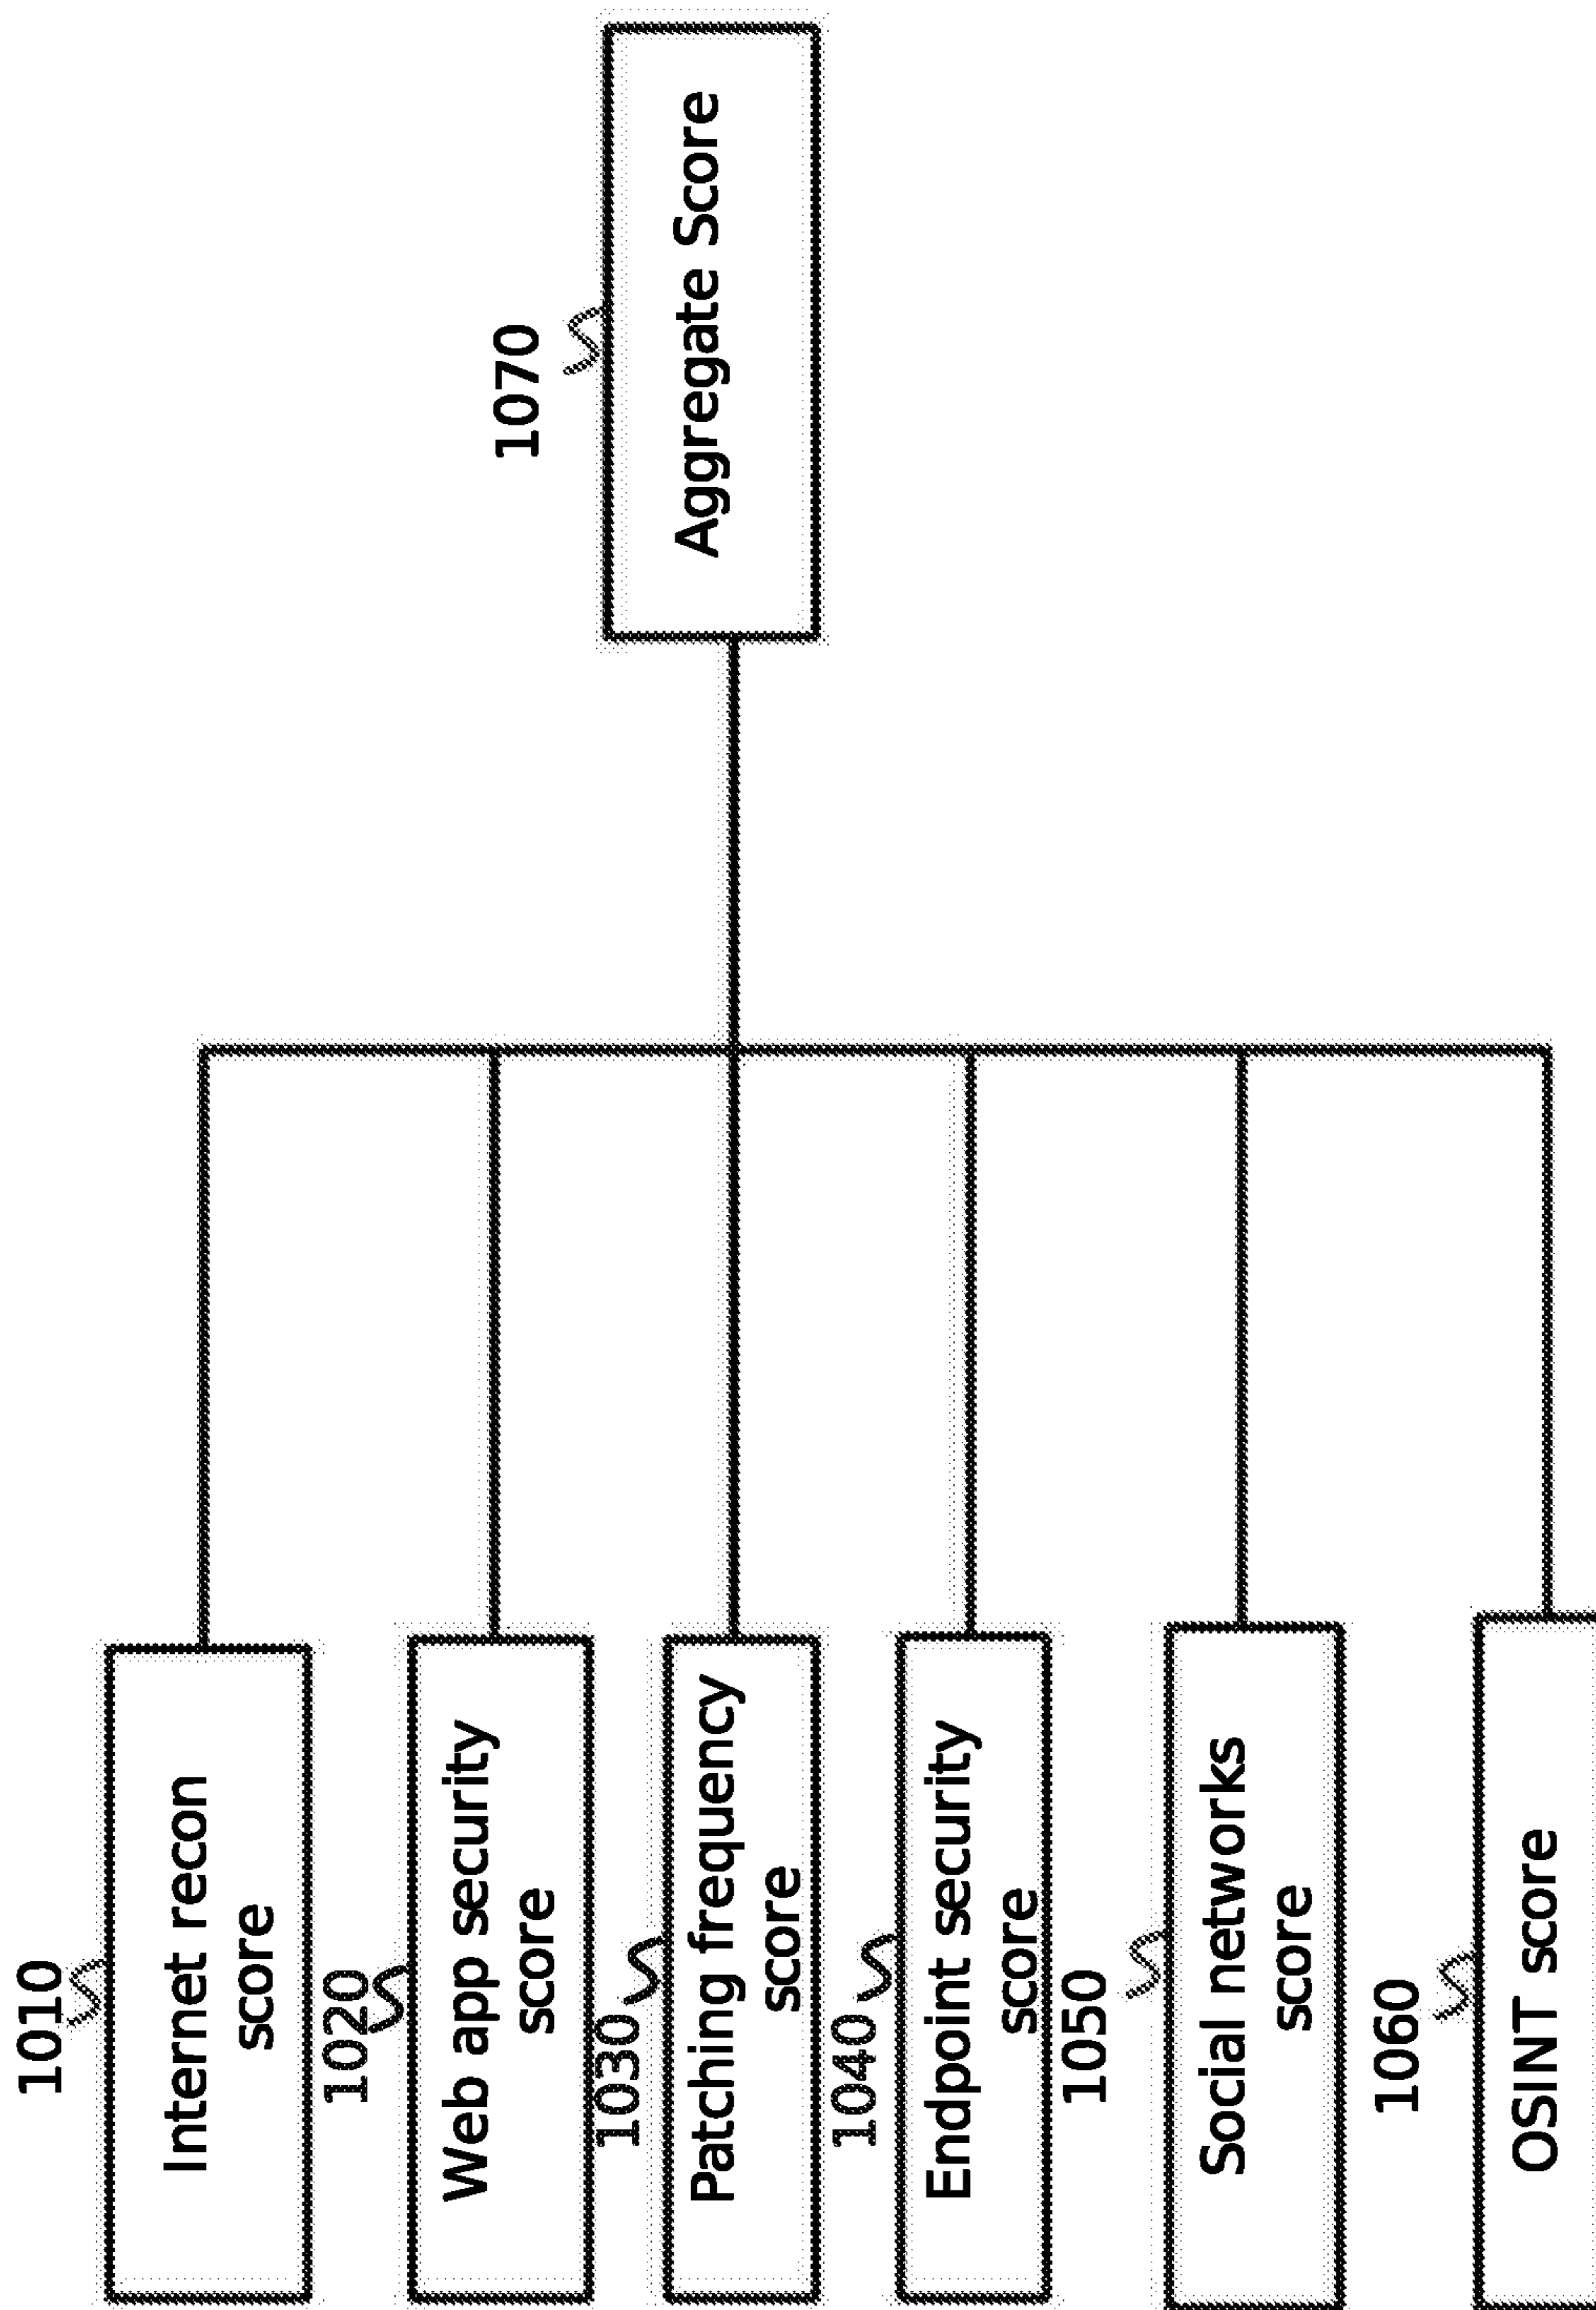 1010
Internet recon
score
1020
Web app security
score
1030
Patching frequency
score
1040
Endpoint security
score
1050
Social networks
score
1060
OSINT score
1070
Aggregate Score